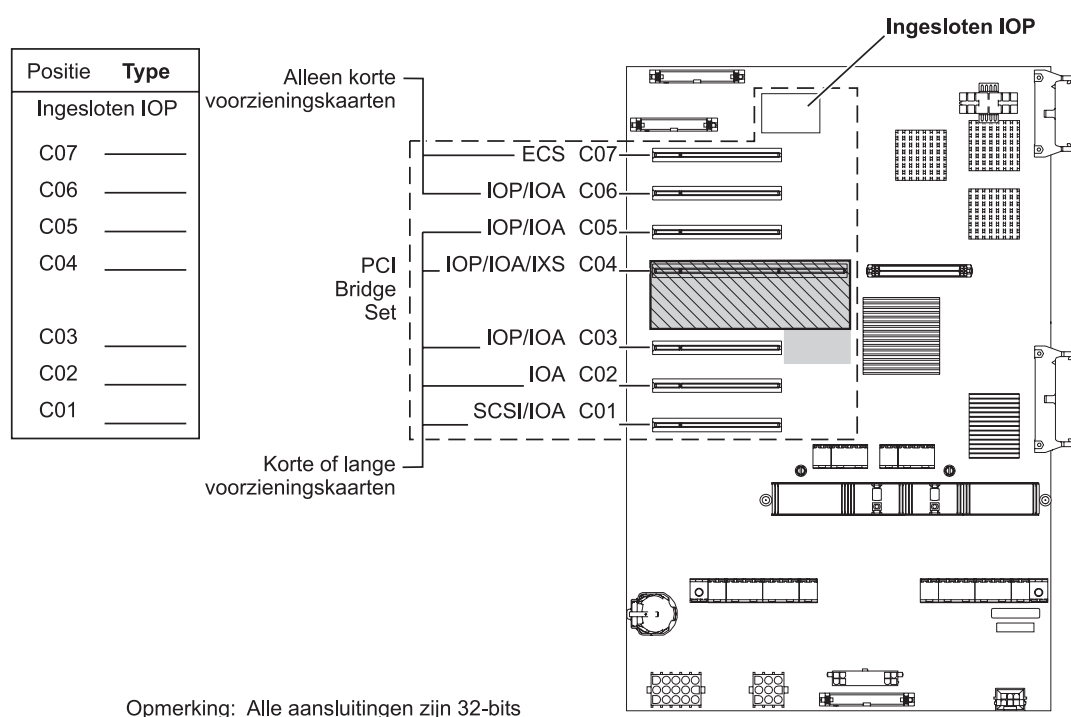 Ingesloten IOP
Positie Type
Ingesloten IOP
C07
C06
C05
C04
C03
C02
C01
Alleen korte
voorzieningskaarten
ECS C07
IOP/IOA C06
IOP/IOA C05
IOP/IOA/IXS C04
PCI
Bridge
Set
IOP/IOA C03
IOA C02
SCSI/IOA C01
Korte of lange
voorzieningskaarten
Opmerking: Alle aansluitingen zijn 32-bits